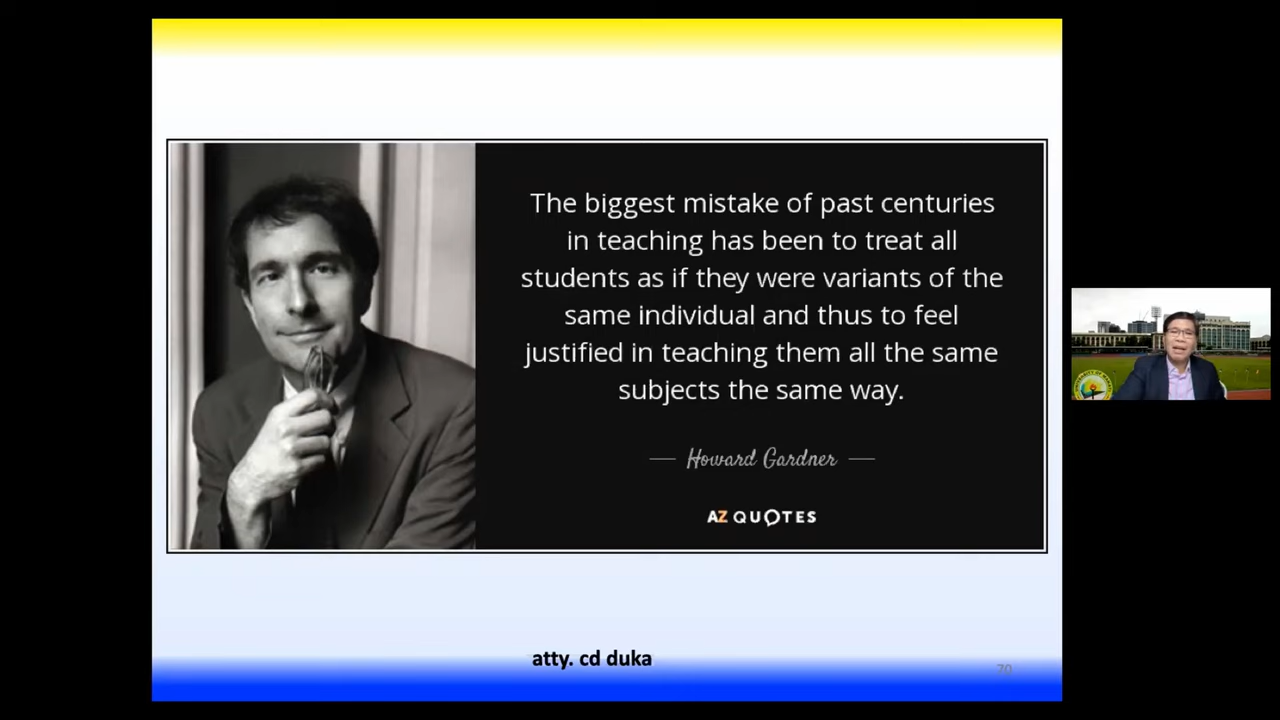 The biggest mistake of past centuries
in teaching has been to treat all
students as if they were variants of the
same individual and thus to feel
justified in teaching them all the same
subjects the same way.
Howard Gardner
AZ QUOTES
atty. cd duka
70